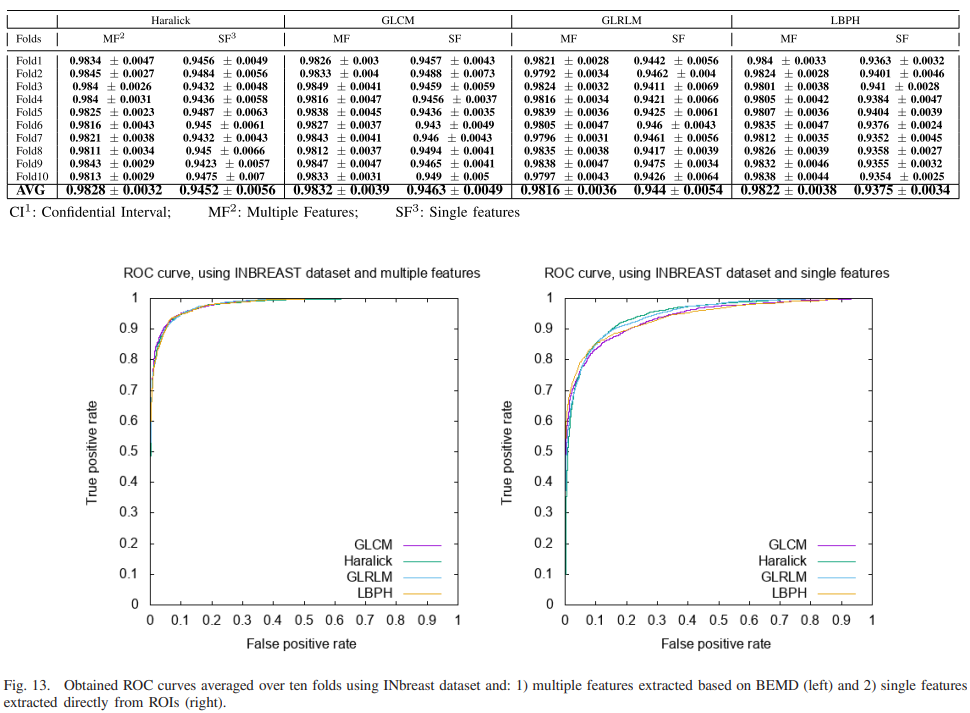 Haralick GLCM GLRLM LBPH
Folds MF² SF³ MF SF MF SF MF SF
Fold1 0.9834 ± 0.0047 0.9456 ± 0.0049 0.9826 ± 0.003 0.9457 ± 0.0043 0.9821 ± 0.0028 0.9442 ± 0.0056 0.984 ± 0.0033 0.9363 ± 0.0032
Fold2 0.9845 ± 0.0027 0.9484 ± 0.0056 0.9833 ± 0.004 0.9488 ± 0.0073 0.9792 ± 0.0034 0.9462 ± 0.004 0.9824 ± 0.0028 0.9401 ± 0.0046
Fold3 0.984 ± 0.0026 0.9432 ± 0.0048 0.9849 ± 0.0041 0.9459 ± 0.0059 0.9824 ± 0.0032 0.9411 ± 0.0069 0.9801 ± 0.0038 0.941 ± 0.0028
Fold4 0.984 ± 0.0031 0.9436 ± 0.0058 0.9816 ± 0.0047 0.9456 ± 0.0037 0.9816 ± 0.0034 0.9421 ± 0.0066 0.9805 ± 0.0042 0.9384 ± 0.0047
Fold5 0.9825 ± 0.0023 0.9487 ± 0.0063 0.9838 ± 0.0045 0.9436 ± 0.0035 0.9839 ± 0.0036 0.9425 ± 0.0061 0.9807 ± 0.0036 0.9404 ± 0.0039
Fold6 0.9816 ± 0.0043 0.945 ± 0.0061 0.9827 ± 0.0037 0.943 ± 0.0049 0.9805 ± 0.0047 0.946 ± 0.0043 0.9835 ± 0.0047 0.9376 ± 0.0024
Fold7 0.9821 ± 0.0038 0.9432 ± 0.0043 0.9843 ± 0.0041 0.946 ± 0.0043 0.9796 ± 0.0031 0.9461 ± 0.0056 0.9812 ± 0.0035 0.9352 ± 0.0045
Fold8 0.9811 ± 0.0034 0.945 ± 0.0066 0.9812 ± 0.0037 0.9494 ± 0.0041 0.9835 ± 0.0038 0.9417 ± 0.0039 0.9826 ± 0.0039 0.9358 ± 0.0027
Fold9 0.9843 ± 0.0029 0.9423 ± 0.0057 0.9847 ± 0.0047 0.9465 ± 0.0041 0.9838 ± 0.0047 0.9475 ± 0.0034 0.9832 ± 0.0046 0.9355 ± 0.0032
Fold10 0.9813 ± 0.0029 0.9475 ± 0.007 0.9833 ± 0.0031 0.949 ± 0.005 0.9797 ± 0.0043 0.9426 ± 0.0064 0.9838 ± 0.0044 0.9354 ± 0.0025
AVG 0.9828 ± 0.0032 0.9452 ± 0.0056 0.9832 ± 0.0039 0.9463 ± 0.0049 0.9816 ± 0.0036 0.944 ± 0.0054 0.9822 ± 0.0038 0.9375 ± 0.0034
CI¹: Confidential Interval; MF²: Multiple Features; SF³: Single features
ROC curve, using INBREAST dataset and multiple features
1
0.9
0.8
0.7
0.6
0.5
0.4
0.3
0.2
0.1
0
True positive rate
GLCM
Haralick
GLRLM
LBPH
0 0.1 0.2 0.3 0.4 0.5 0.6 0.7 0.8 0.9 1
False positive rate
ROC curve, using INBREAST dataset and single features
1
0.9
0.8
0.7
0.6
0.5
0.4
0.3
0.2
0.1
0
True positive rate
GLCM
Haralick
GLRLM
LBPH
0 0.1 0.2 0.3 0.4 0.5 0.6 0.7 0.8 0.9 1
False positive rate
Fig. 13. Obtained ROC curves averaged over ten folds using INbreast dataset and: 1) multiple features extracted based on BEMD (left) and 2) single features
extracted directly from ROIs (right).